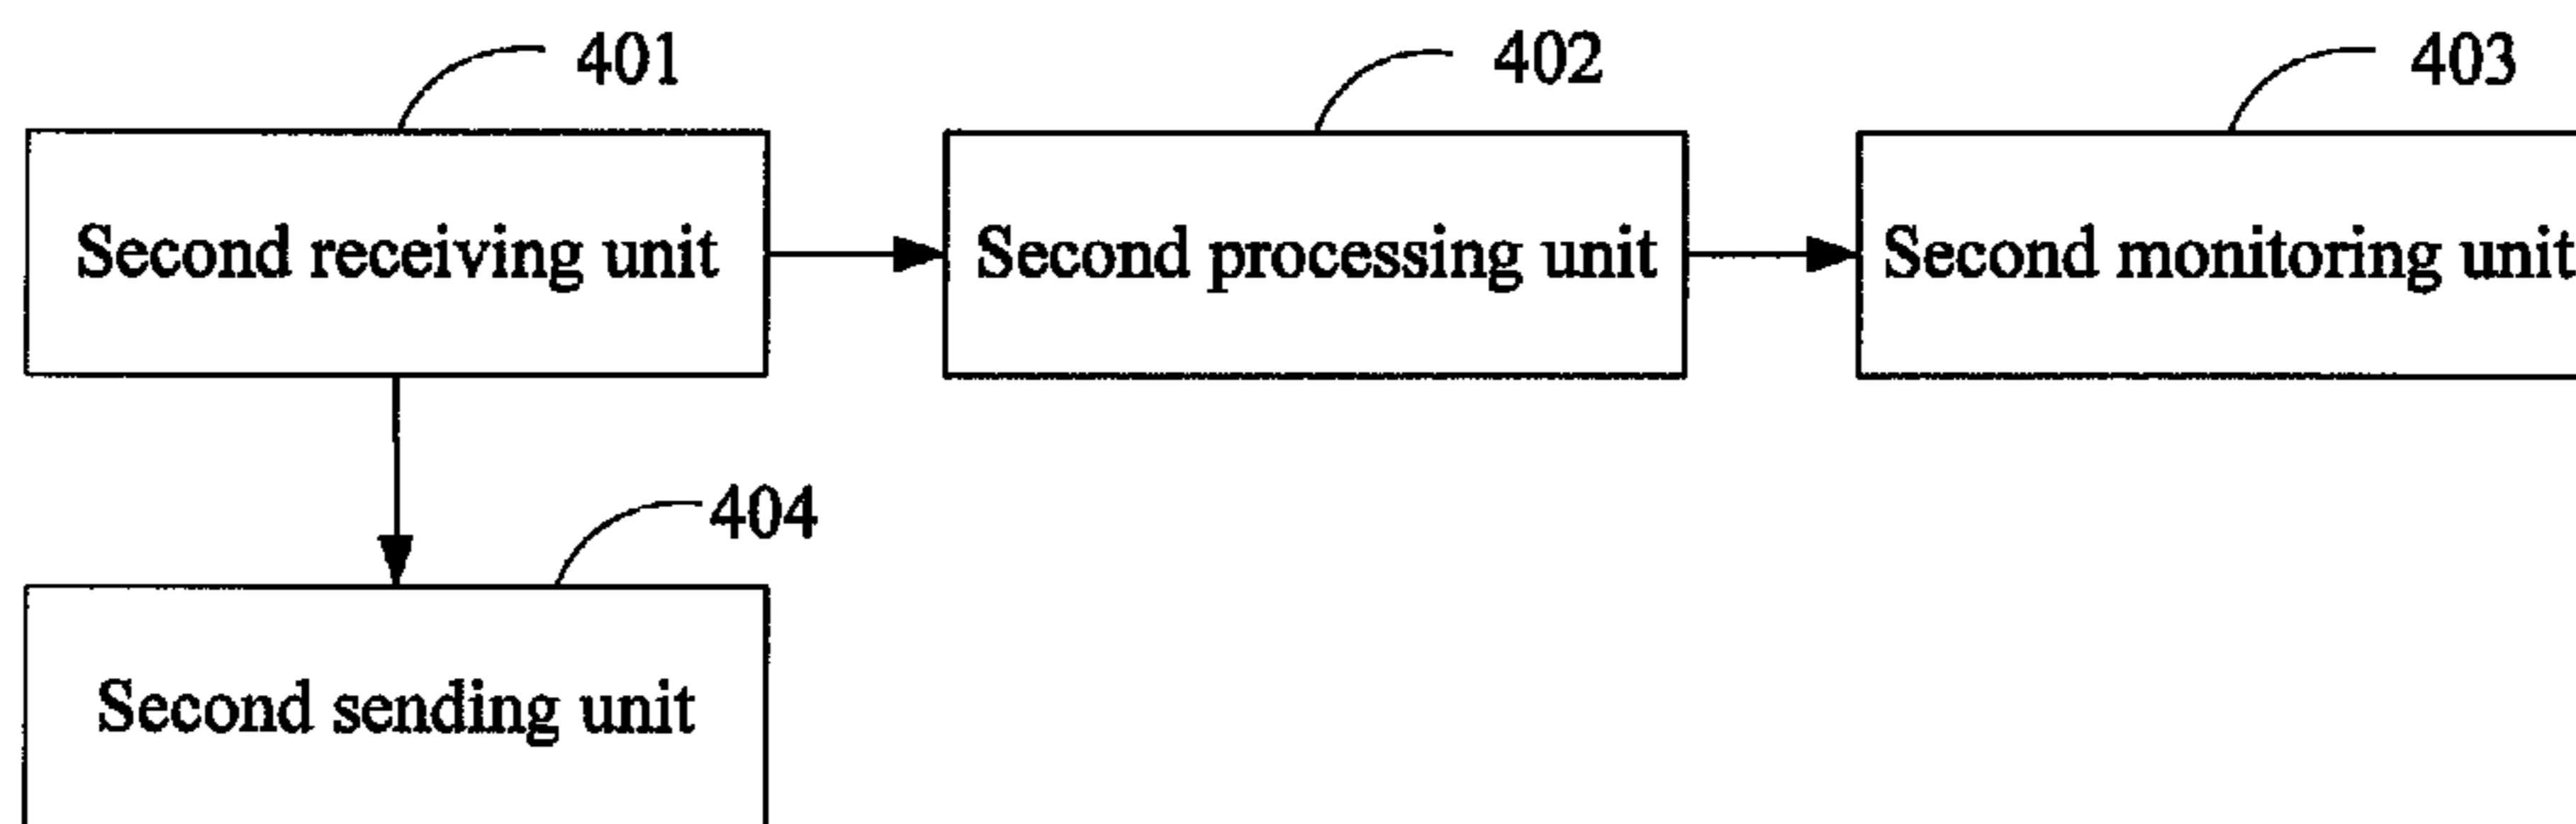 401
402
403
Second receiving unit
Second processing unit
Second monitoring unit
404
Second sending unit